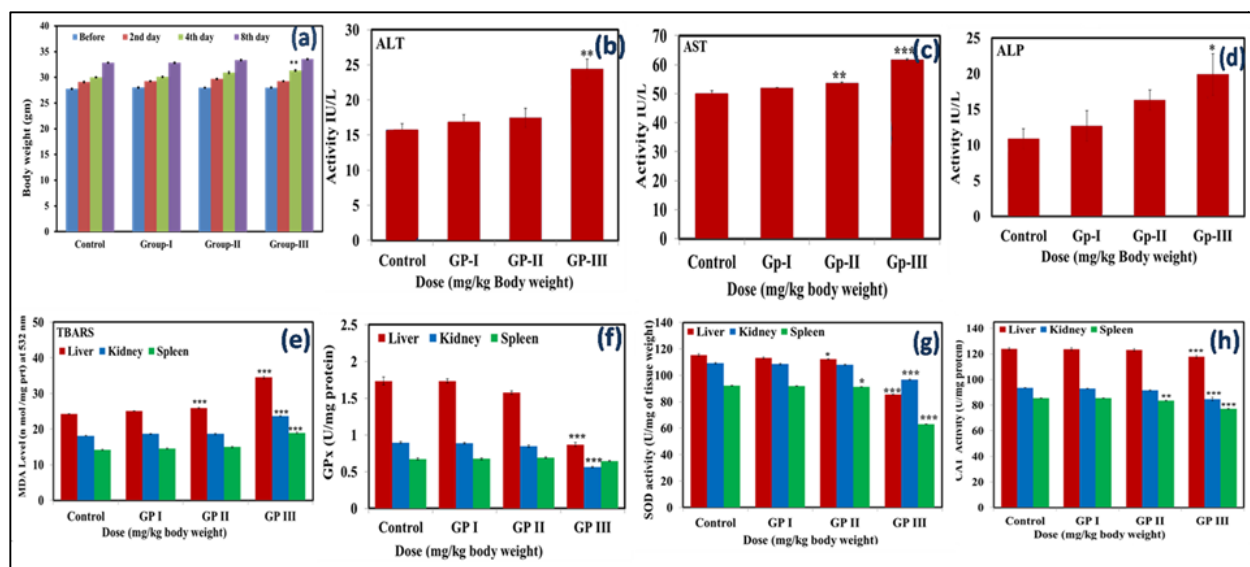 Before 2nd day 4th day 8th day (a)
40
35
30
25
20
15
10
5
0
Body weight (gm)
**
Control Group-I Group-II Group-III
ALT (b)
30
25
20
15
10
5
0
Activity IU/L
**
Control GP-I GP-II GP-III
Dose (mg/kg Body weight)
AST (c)
70
60
50
40
30
20
10
0
Activity IU/L
** ***
Control Gp-I Gp-II Gp-III
Dose (mg/kg body weight)
ALP (d)
25
20
15
10
5
0
Activity IU/L
*
Control Gp-I Gp-II Gp-III
Dose (mg/kg Body weight)
TBARS (e)
Liver Kidney Spleen
50
40
30
20
10
0
MDA Level (n mol /mg prt) at 532 nm
*** *** *** ***
Control GP I GP II GP III
Dose (mg/kg body weight)
(f)
Liver Kidney Spleen
2.5
2
1.5
1
0.5
0
GPx (U/mg protein)
*** ***
Control GP I GP II GP III
Dose (mg/kg body weight)
(g)
Liver Kidney Spleen
140
120
100
80
60
40
20
0
SOD activity (U/mg of tissue weight)
* * *** *** ***
Control GP I GP II GP III
Dose (mg/kg body weight)
(h)
Liver Kidney Spleen
140
120
100
80
60
40
20
0
Activity (U/mg protein)
** *** *** ***
Control GP I GP II GP III
Dose (mg/kg body weight)